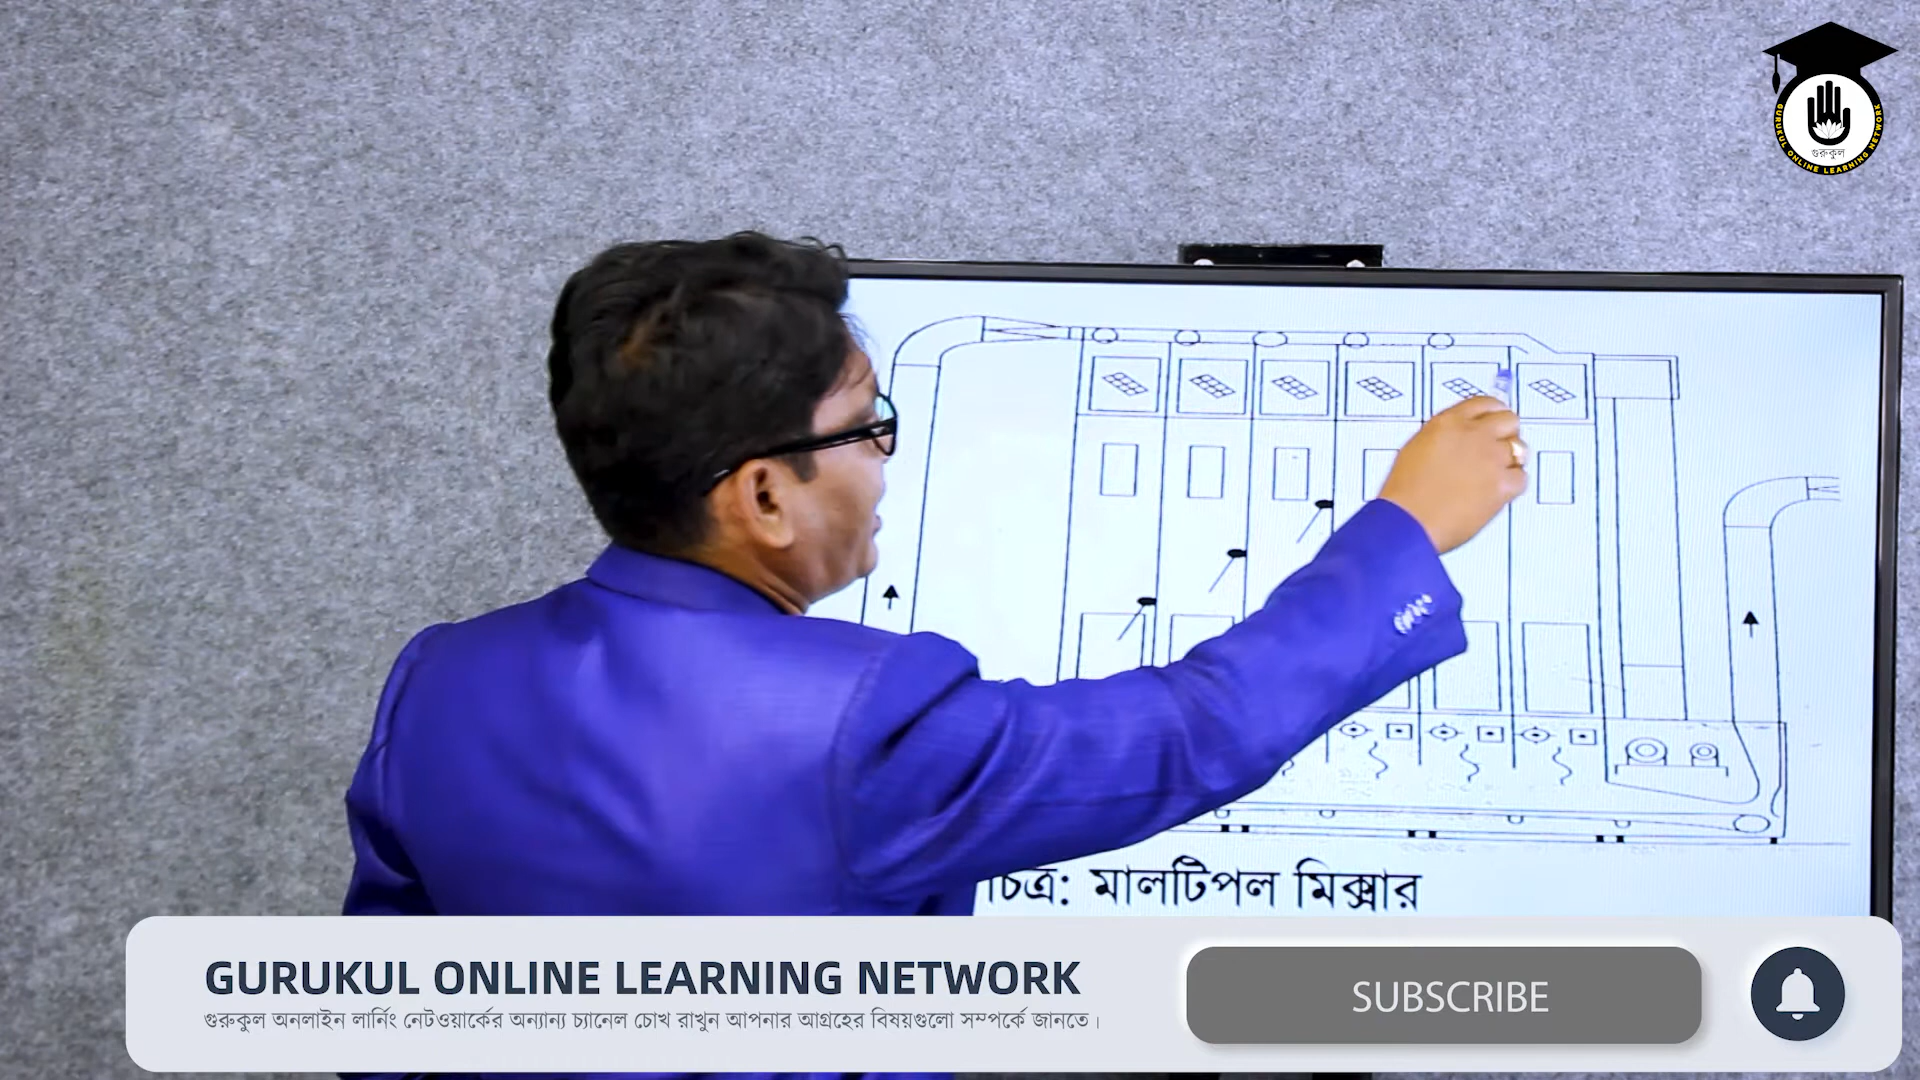 GURUKUL ONLINE LEARNING NETWORK
গুরুকুল
চিত্র: মালটিপল মিক্সার
GURUKUL ONLINE LEARNING NETWORK
গুরুকুল অনলাইন লার্নিং নেটওয়ার্কের অন্যান্য চ্যানেল চোখ রাখুন আপনার আগ্রহের বিষয়গুলো সম্পর্কে জানতে।
SUBSCRIBE